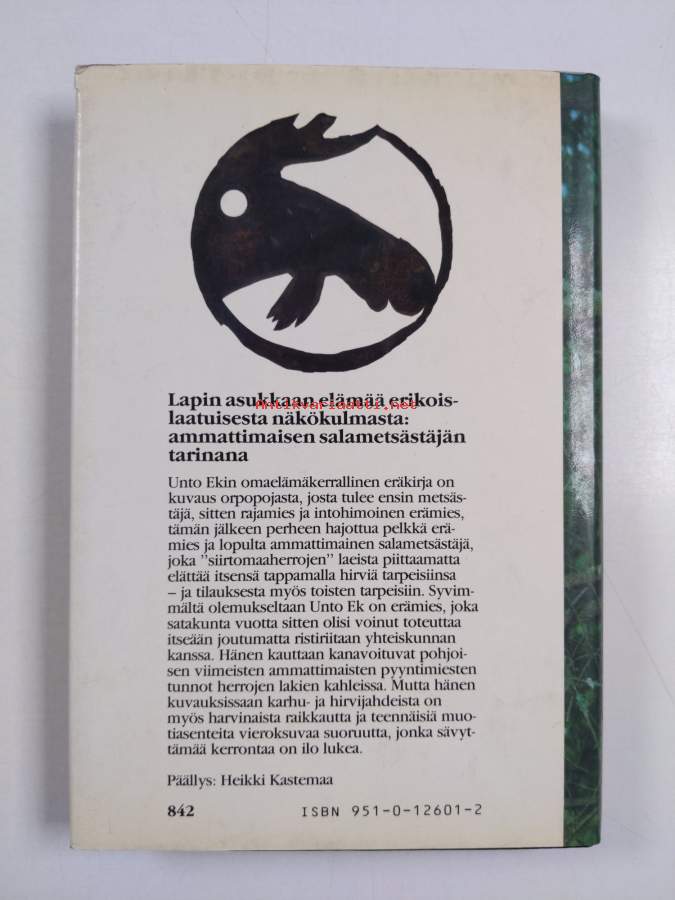 Lapin asukkaan elämää erikois-
Antikvariaatti.net
laatuisesta näkökulmasta:
ammattimaisen salametsästäjän
tarinana
Unto Ekin omaelämäkerrallinen eräkirja on
kuvaus orpopojasta, josta tulee ensin metsäs-
täjä, sitten rajamies ja intohimoinen erämies,
tämän jälkeen perheen hajottua pelkkä erä-
mies ja lopulta ammattimainen salametsästäjä,
joka ”siirtomaaherrojen” laeista piittaamatta
elättää itsensä tappamalla hirviä tarpeisiinsa
– ja tilauksesta myös toisten tarpeisiin. Syvim-
mältä olemukseltaan Unto Ek on erämies, joka
satakunta vuotta sitten olisi voinut toteuttaa
itseään joutumatta ristiriitaan yhteiskunnan
kanssa. Hänen kauttaan kanavoituvat pohjoi-
sen viimeisten ammattimaisten pyyntimiesten
tunnot herrojen lakien kahleissa. Mutta hänen
kuvauksissaan karhu- ja hirvijahdeista on
myös harvinaista raikkautta ja teennäisiä muo-
tiasenteita vieroksuvaa suoruutta, jonka sävyt-
tämää kerrontaa on ilo lukea.
Päällys: Heikki Kastemaa
842 ISBN 951-0-12601-2